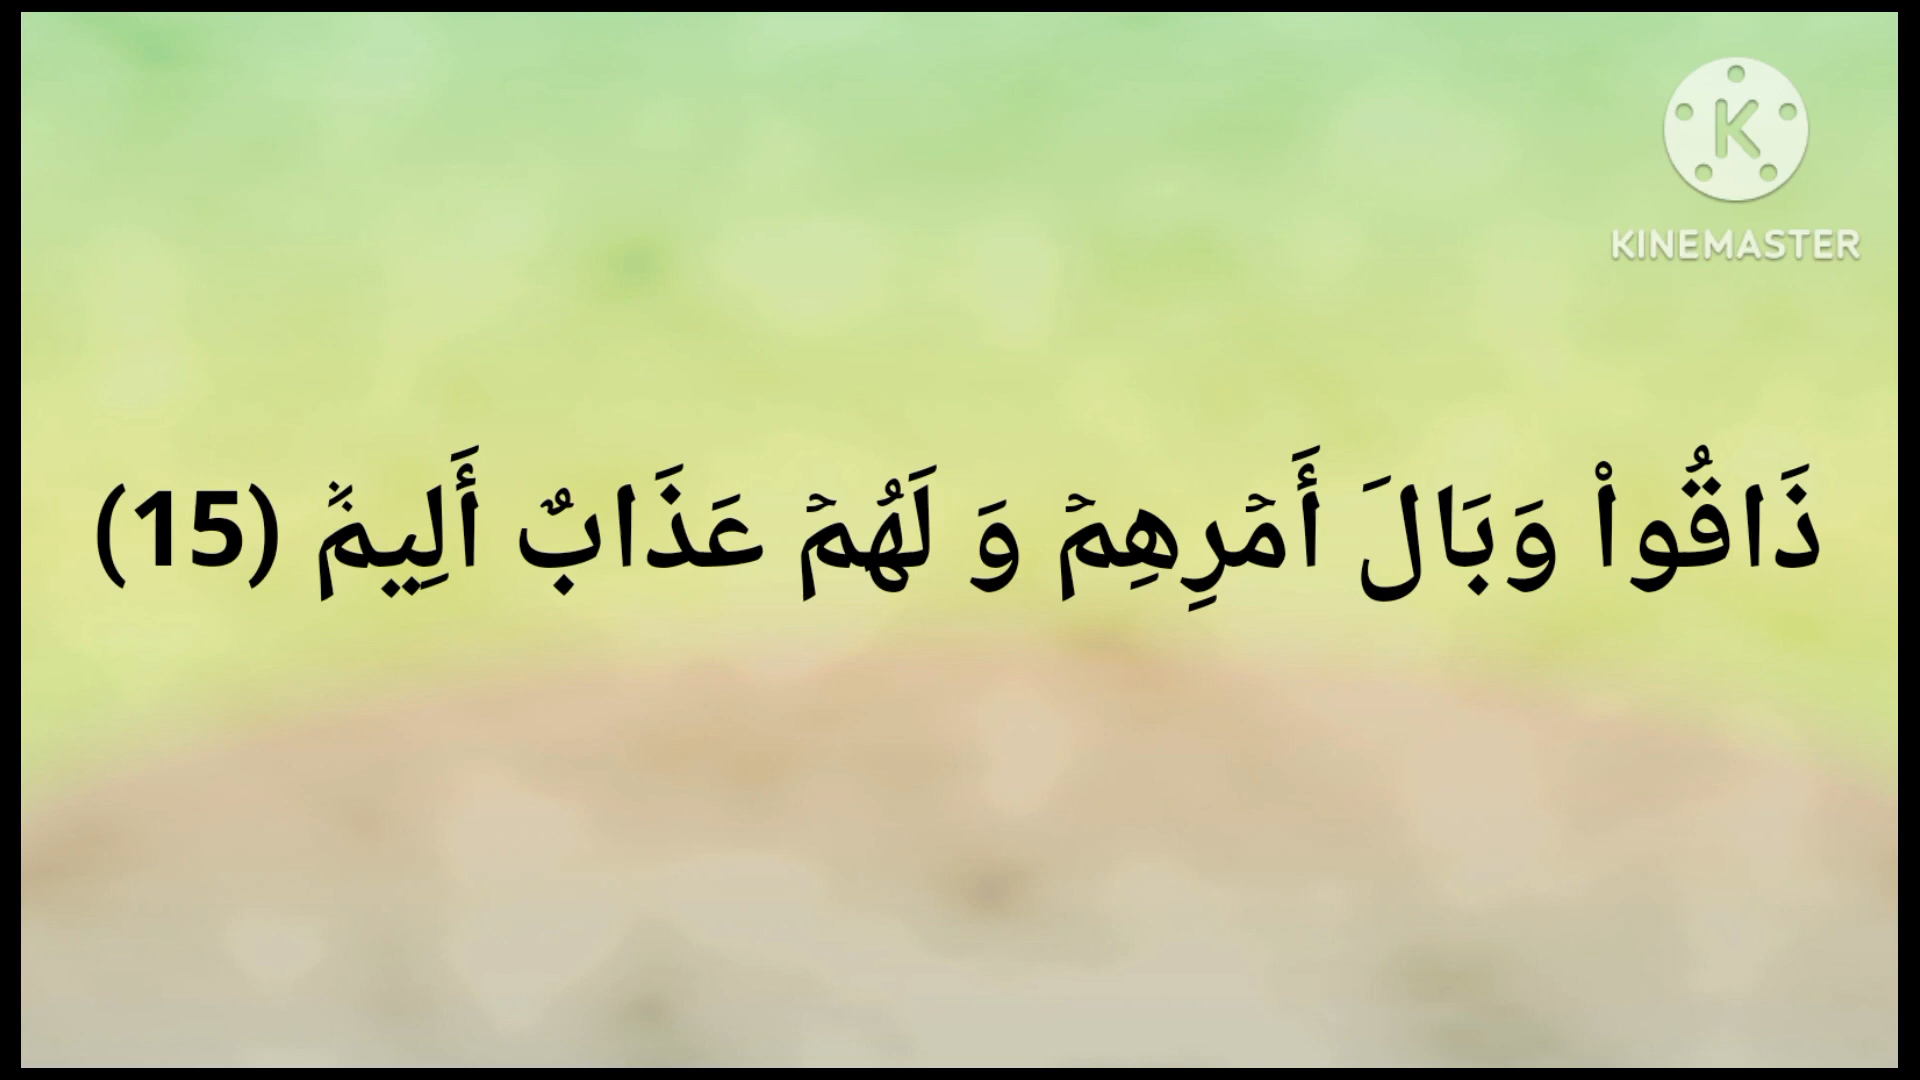 KINEMASTER
ذَاقُواْ وَبَالَ أَمۡرِهِمۡ وَ لَهُمۡ عَذَابٌ أَلِيمٞ (15)